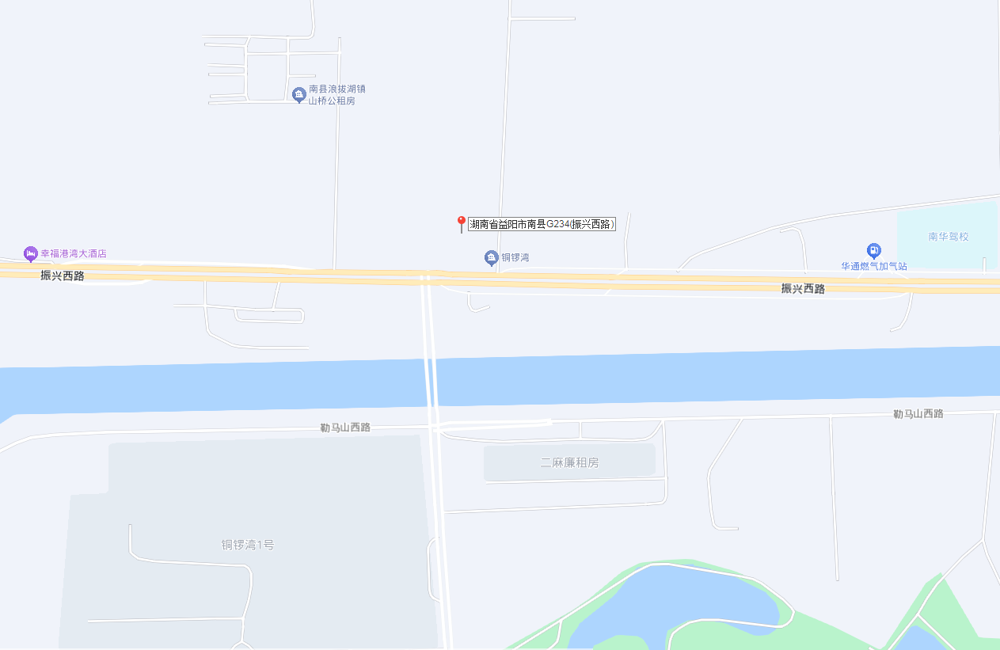 南县浪拔湖镇
山桥公租房
湖南省益阳市南县G234(振兴西路)
南华驾校
幸福港湾大酒店
铜锣湾
华通燃气加气站
振兴西路
振兴西路
勒马山西路
勒马山西路
二麻廉租房
铜锣湾1号